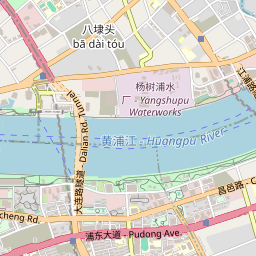 八埭头
bā dài tóu
杨树浦水
厂 - Yangshupu
Waterworks
黄浦江 - Huangpu River
大连路隧道 - Dalian Rd. Tunnel
昌邑路
cheng Rd.
浦东大道 - Pudong Ave.